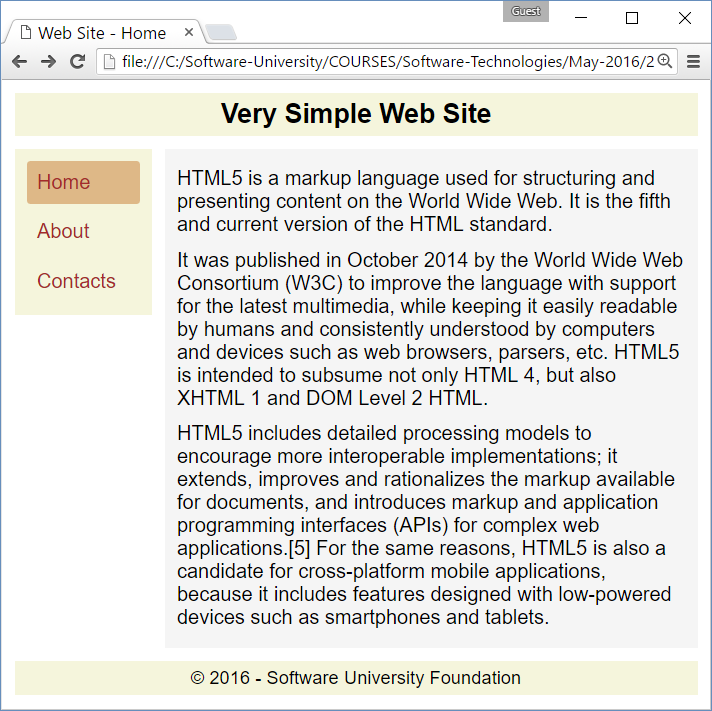 Guest
Web Site - Home
file:///C:/Software-University/COURSES/Software-Technologies/May-2016/2
Very Simple Web Site
Home
About
Contacts
HTML5 is a markup language used for structuring and
presenting content on the World Wide Web. It is the fifth
and current version of the HTML standard.
It was published in October 2014 by the World Wide Web
Consortium (W3C) to improve the language with support
for the latest multimedia, while keeping it easily readable
by humans and consistently understood by computers
and devices such as web browsers, parsers, etc. HTML5
is intended to subsume not only HTML 4, but also
XHTML 1 and DOM Level 2 HTML.
HTML5 includes detailed processing models to
encourage more interoperable implementations; it
extends, improves and rationalizes the markup available
for documents, and introduces markup and application
programming interfaces (APIs) for complex web
applications.[5] For the same reasons, HTML5 is also a
candidate for cross-platform mobile applications,
because it includes features designed with low-powered
devices such as smartphones and tablets.
© 2016 - Software University Foundation